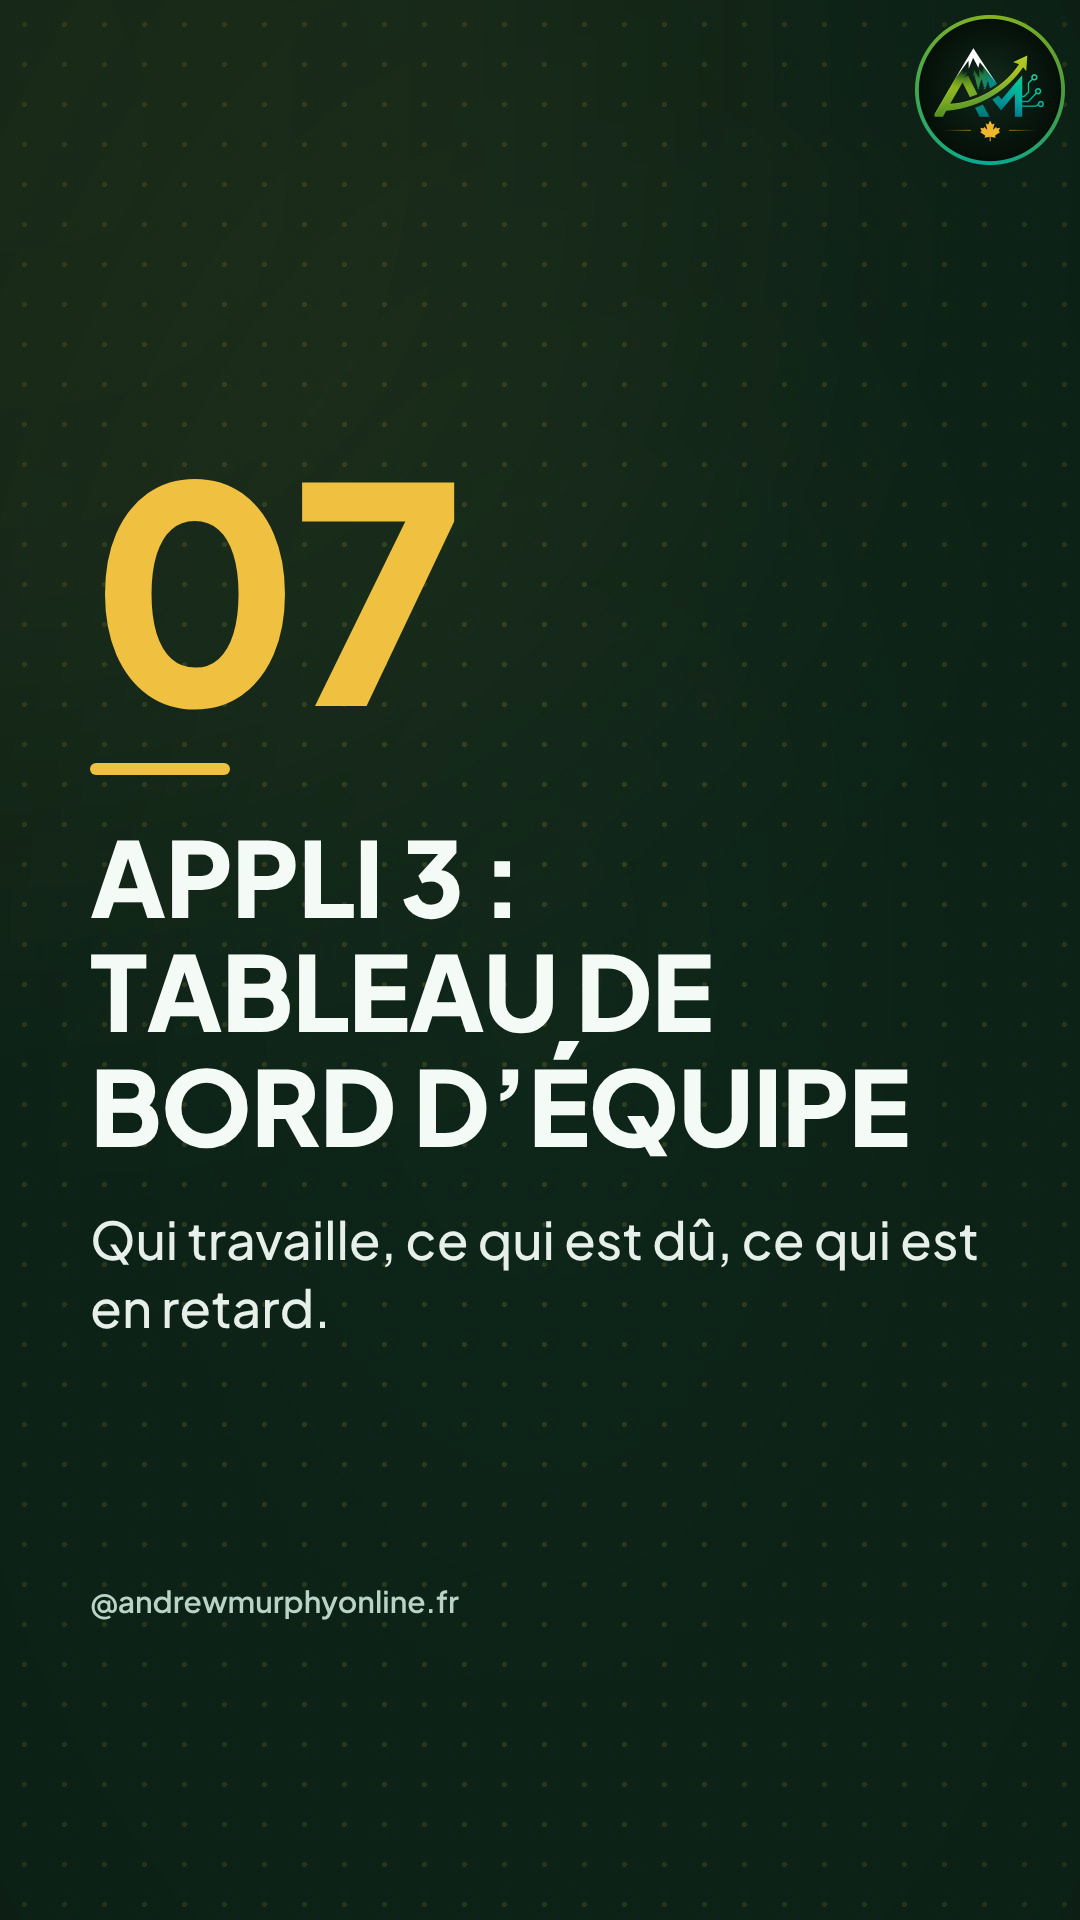 AM
07
APPLI 3 :
TABLEAU DE
BORD D’ÉQUIPE
Qui travaille, ce qui est dû, ce qui est
en retard.
@andrewmurphyonline.fr